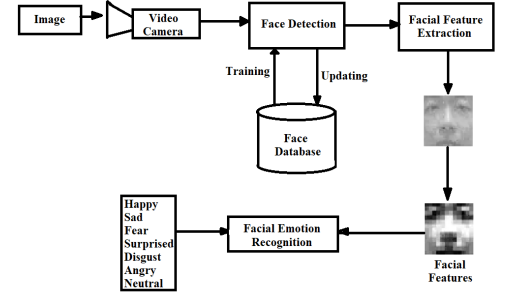 Image
Video
Camera
Face Detection
Facial Feature
Extraction
Training
Updating
Face
Database
Happy
Sad
Fear
Surprised
Disgust
Angry
Neutral
Facial Emotion
Recognition
Facial
Features